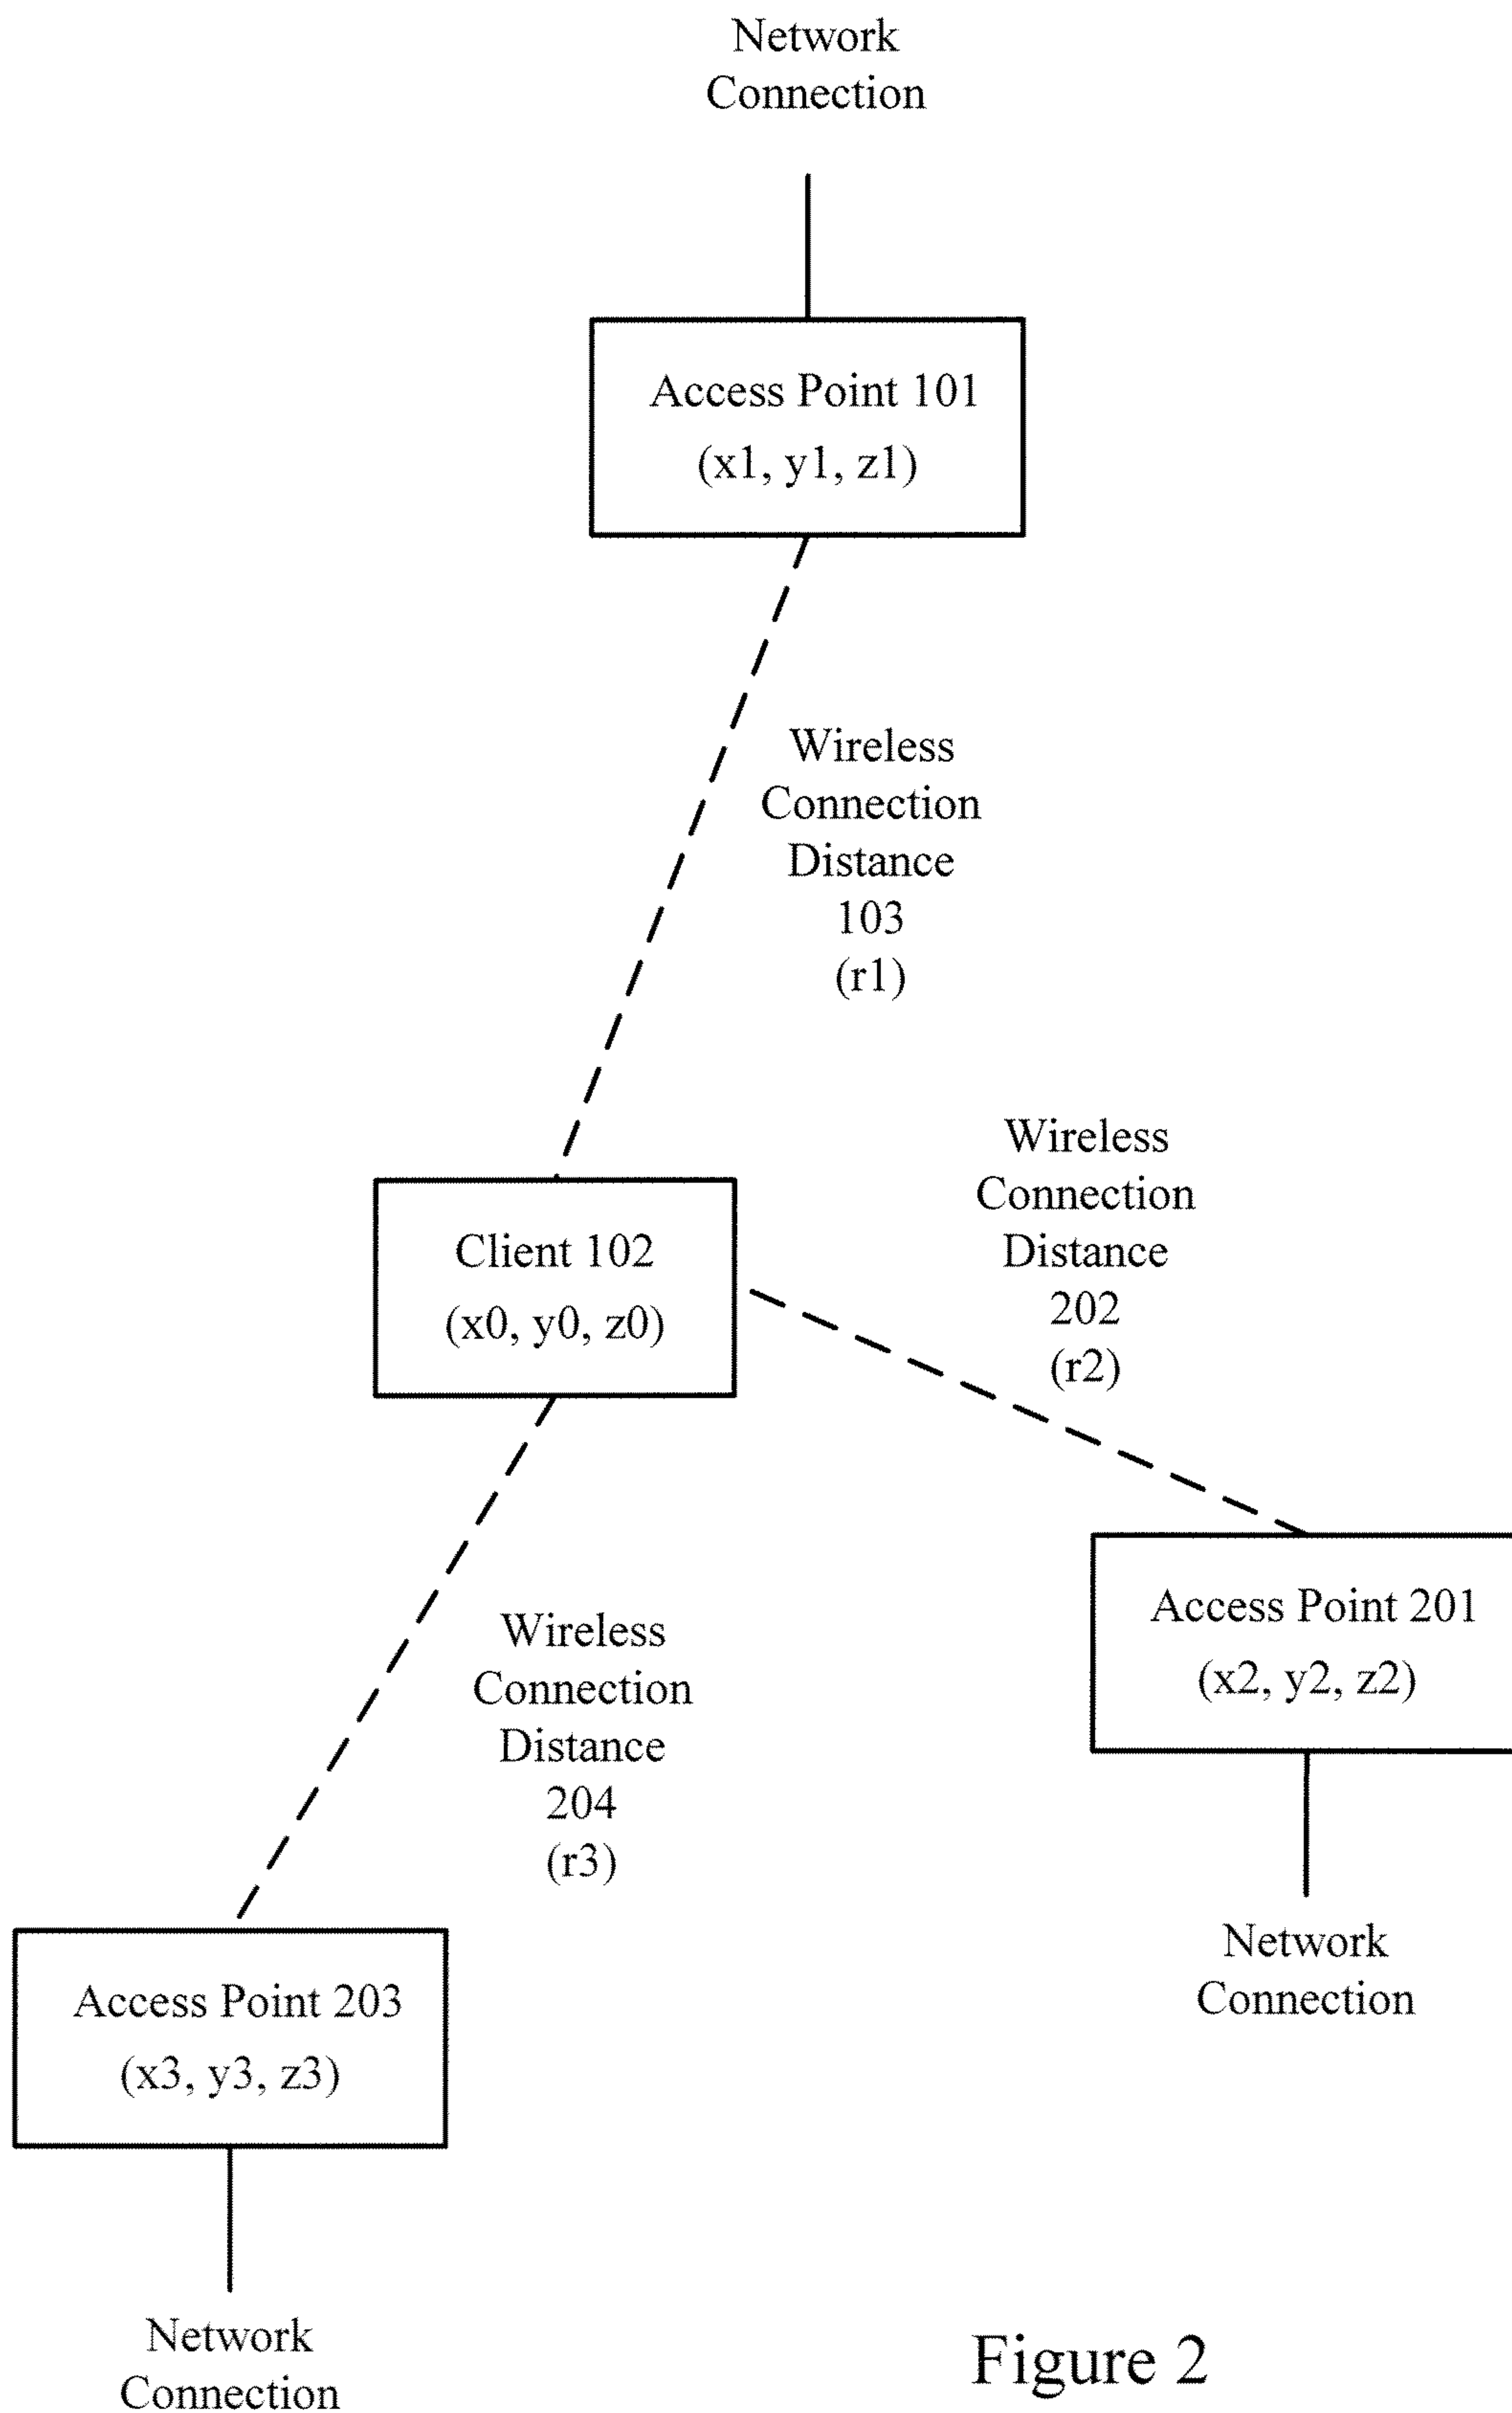 Network
Connection
Access Point 101
(x1, y1, z1)
Wireless
Connection
Distance
103
(r1)
Wireless
Connection
Distance
202
(r2)
Client 102
(x0, y0, z0)
Access Point 201
(x2, y2, z2)
Wireless
Connection
Distance
204
(r3)
Network
Connection
Access Point 203
(x3, y3, z3)
Network
Connection
Figure 2